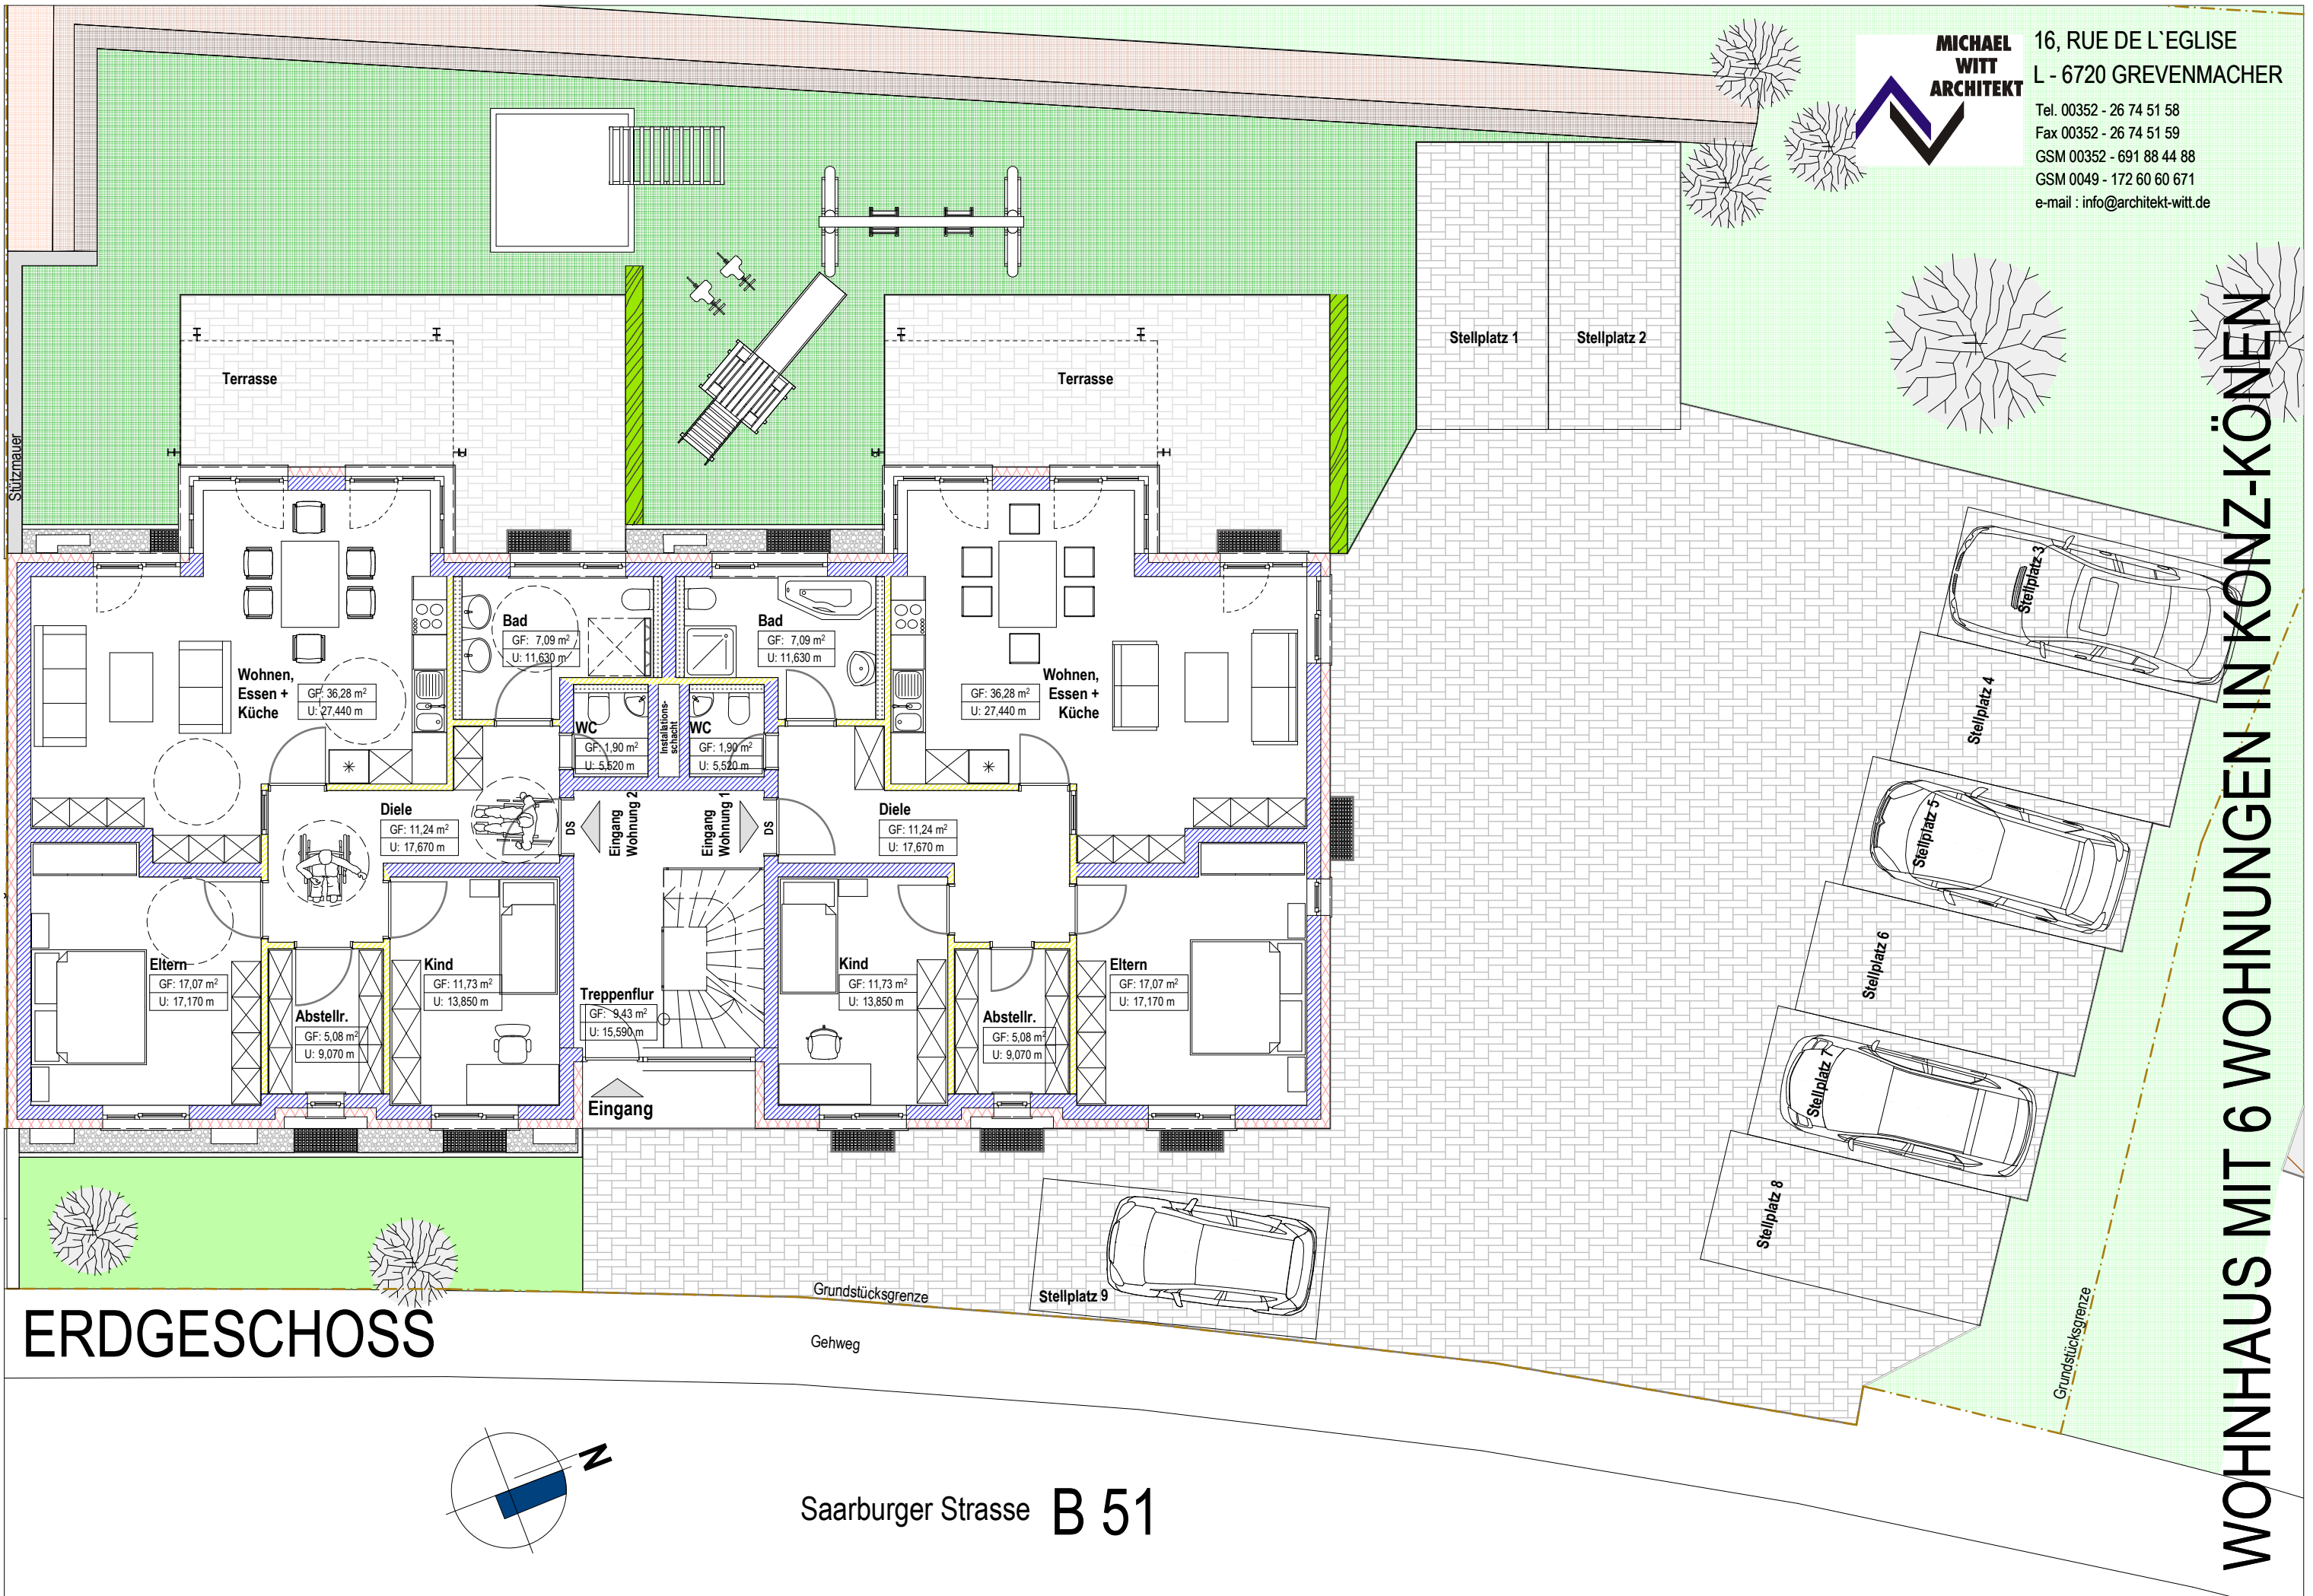 MICHAEL
WITT
ARCHITEKT
16, RUE DE L`EGLISE
L - 6720 GREVENMACHER
Tel. 00352 - 26 74 51 58
Fax 00352 - 26 74 51 59
GSM 00352 - 691 88 44 88
GSM 0049 - 172 60 60 671
e-mail : info@architekt-witt.de
WOHNHAUS MIT 6 WOHNUNGEN IN KONZ-KÖNEN
Stellplatz 1
Stellplatz 2
Terrasse
Terrasse
Stützmauer
Stellplatz 3
Stellplatz 4
Stellplatz 5
Stellplatz 6
Stellplatz 7
Stellplatz 8
Stellplatz 9
Wohnen,
Essen +
Küche
GF: 36,28 m²
U: 27,440 m
Bad
GF: 7,09 m²
U: 11,630 m
Bad
GF: 7,09 m²
U: 11,630 m
Wohnen,
Essen +
Küche
GF: 36,28 m²
U: 27,440 m
WC
GF: 1,90 m²
U: 5,520 m
Installations-
schacht
WC
GF: 1,90 m²
U: 5,520 m
Diele
GF: 11,24 m²
U: 17,670 m
DS
Eingang
Wohnung 2
Eingang
Wohnung 1
DS
Diele
GF: 11,24 m²
U: 17,670 m
Eltern
GF: 17,07 m²
U: 17,170 m
Abstellr.
GF: 5,08 m²
U: 9,070 m
Kind
GF: 11,73 m²
U: 13,850 m
Treppenflur
GF: 9,43 m²
U: 15,590 m
Kind
GF: 11,73 m²
U: 13,850 m
Abstellr.
GF: 5,08 m²
U: 9,070 m
Eltern
GF: 17,07 m²
U: 17,170 m
Eingang
Grundstücksgrenze
Gehweg
Grundstücksgrenze
ERDGESCHOSS
N
Saarburger Strasse B 51